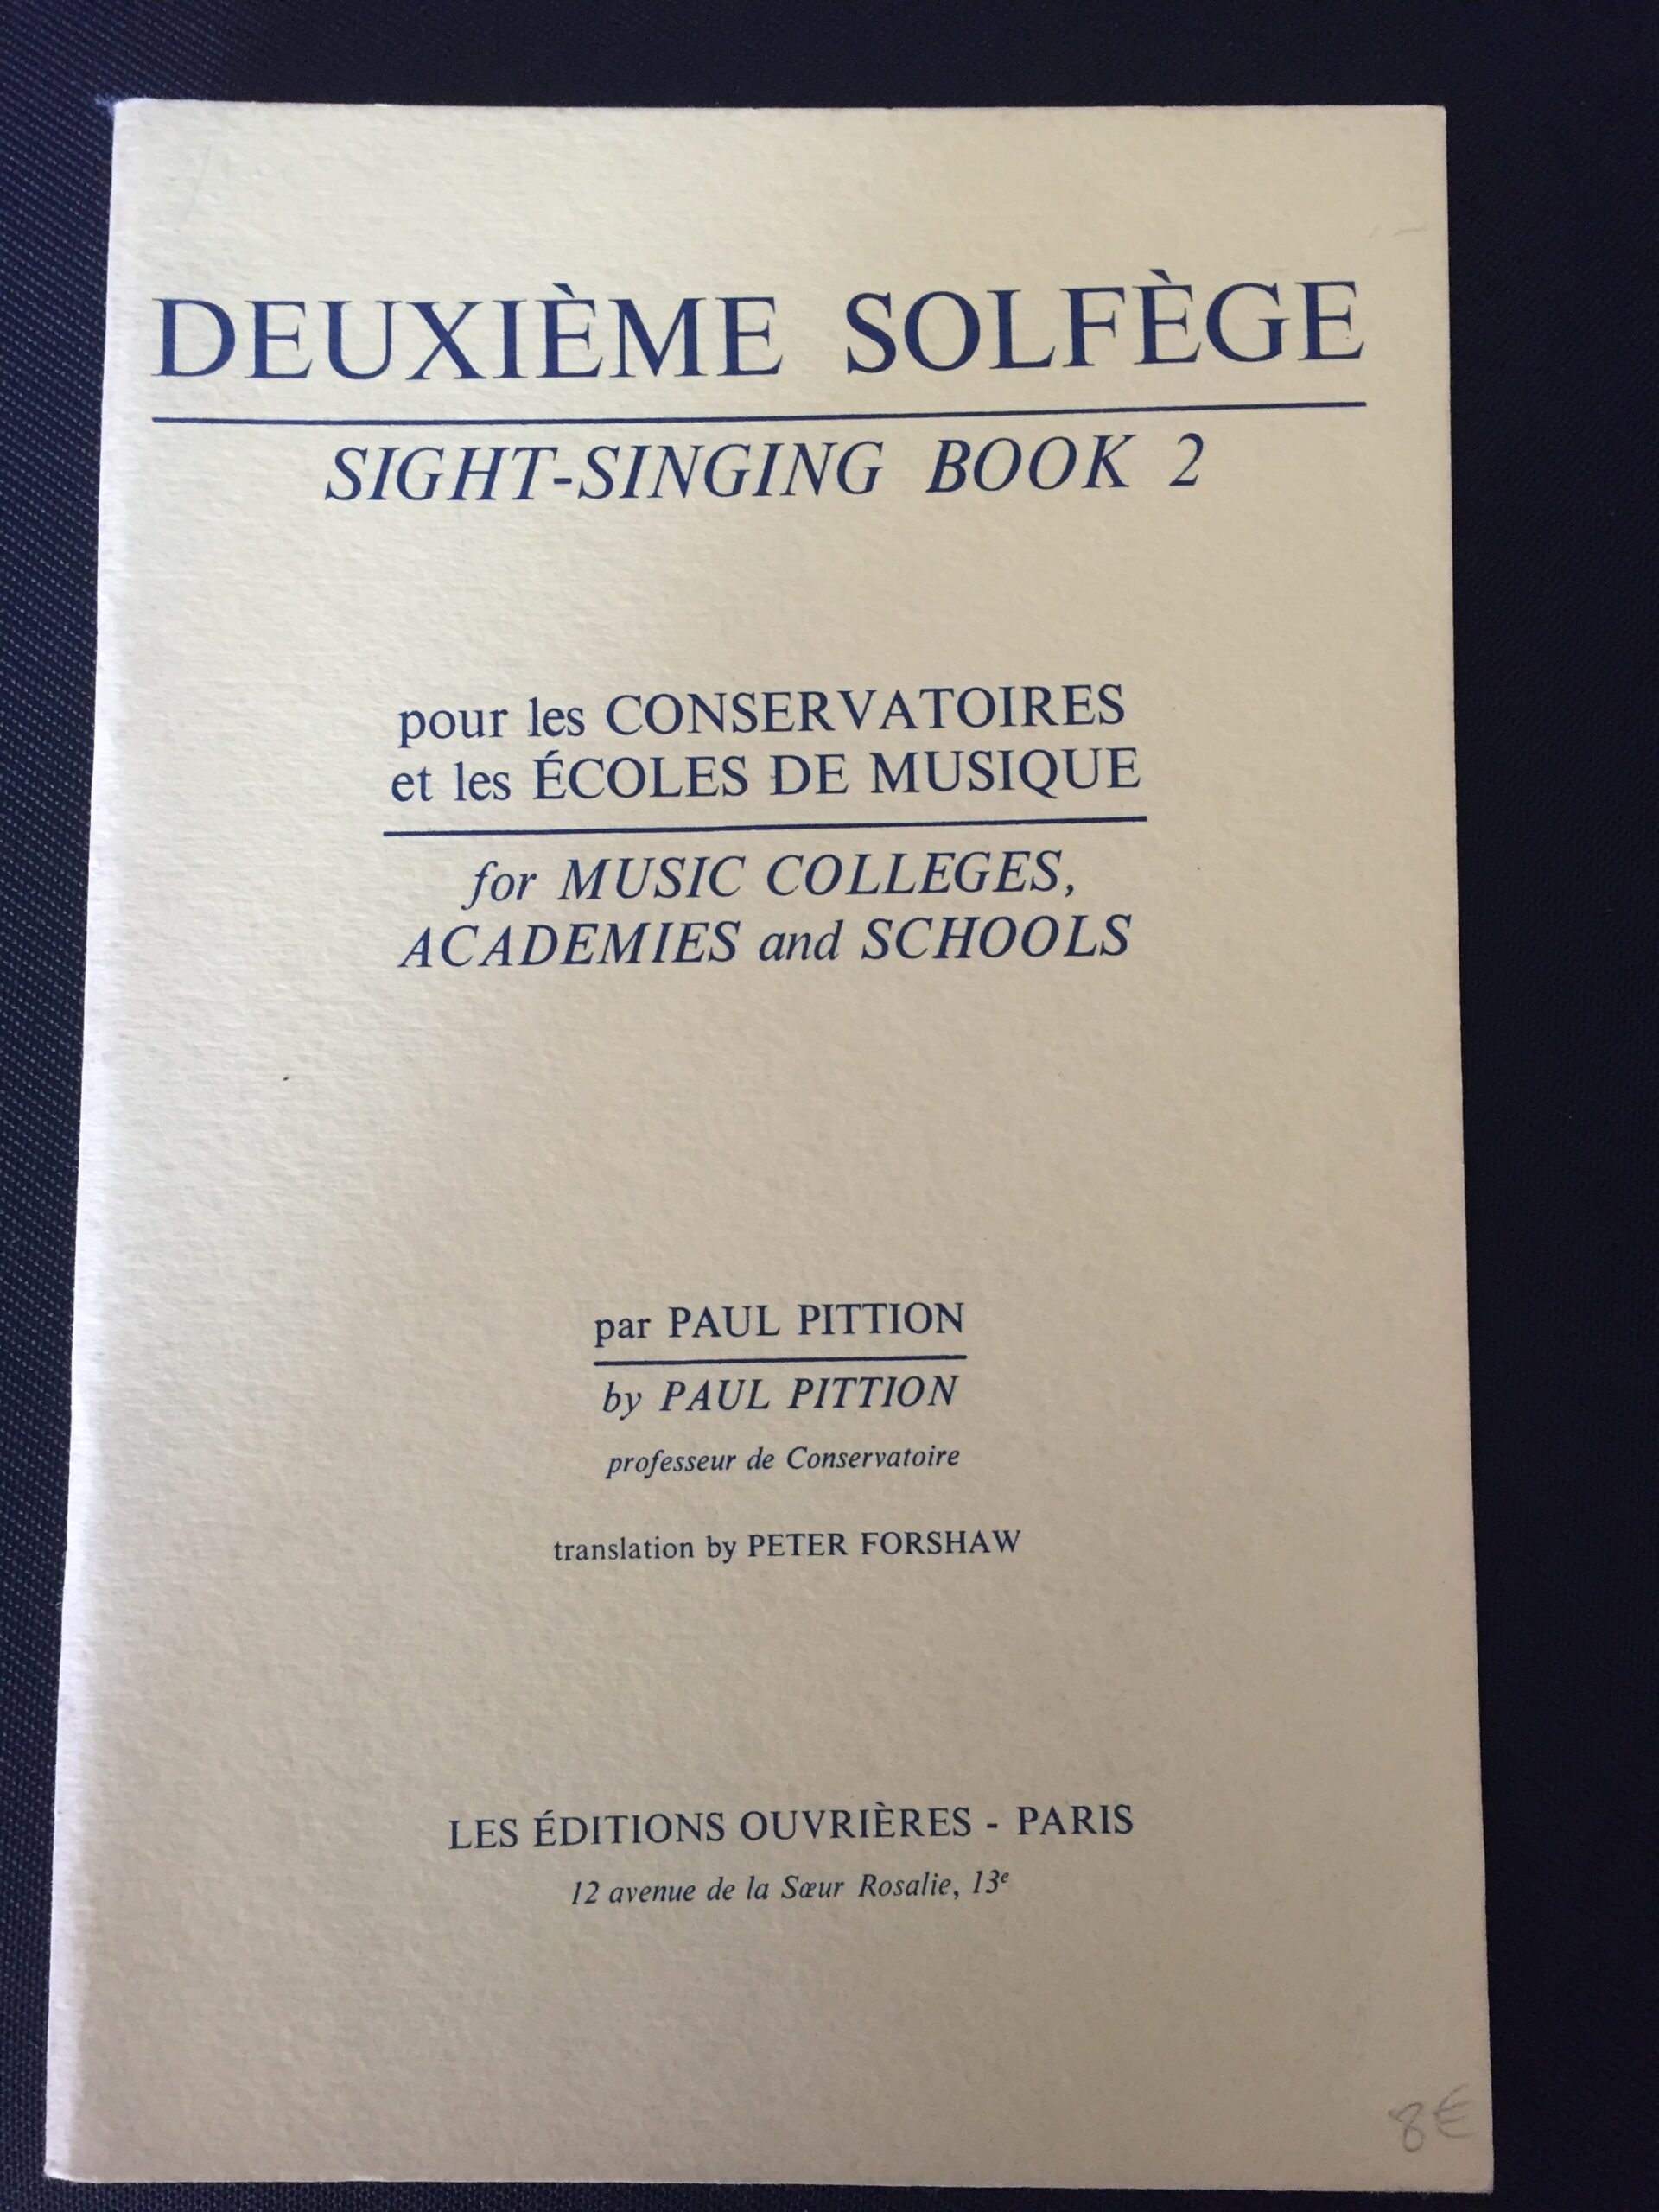 DEUXIÈME SOLFÈGE
SIGHT-SINGING BOOK 2
pour les CONSERVATOIRES
et les ÉCOLES DE MUSIQUE
for MUSIC COLLEGES,
ACADEMIES and SCHOOLS
par PAUL PITTION
by PAUL PITTION
professeur de Conservatoire
translation by PETER FORSHAW
LES ÉDITIONS OUVRIÈRES - PARIS
12 avenue de la Sœur Rosalie, 13e
8€